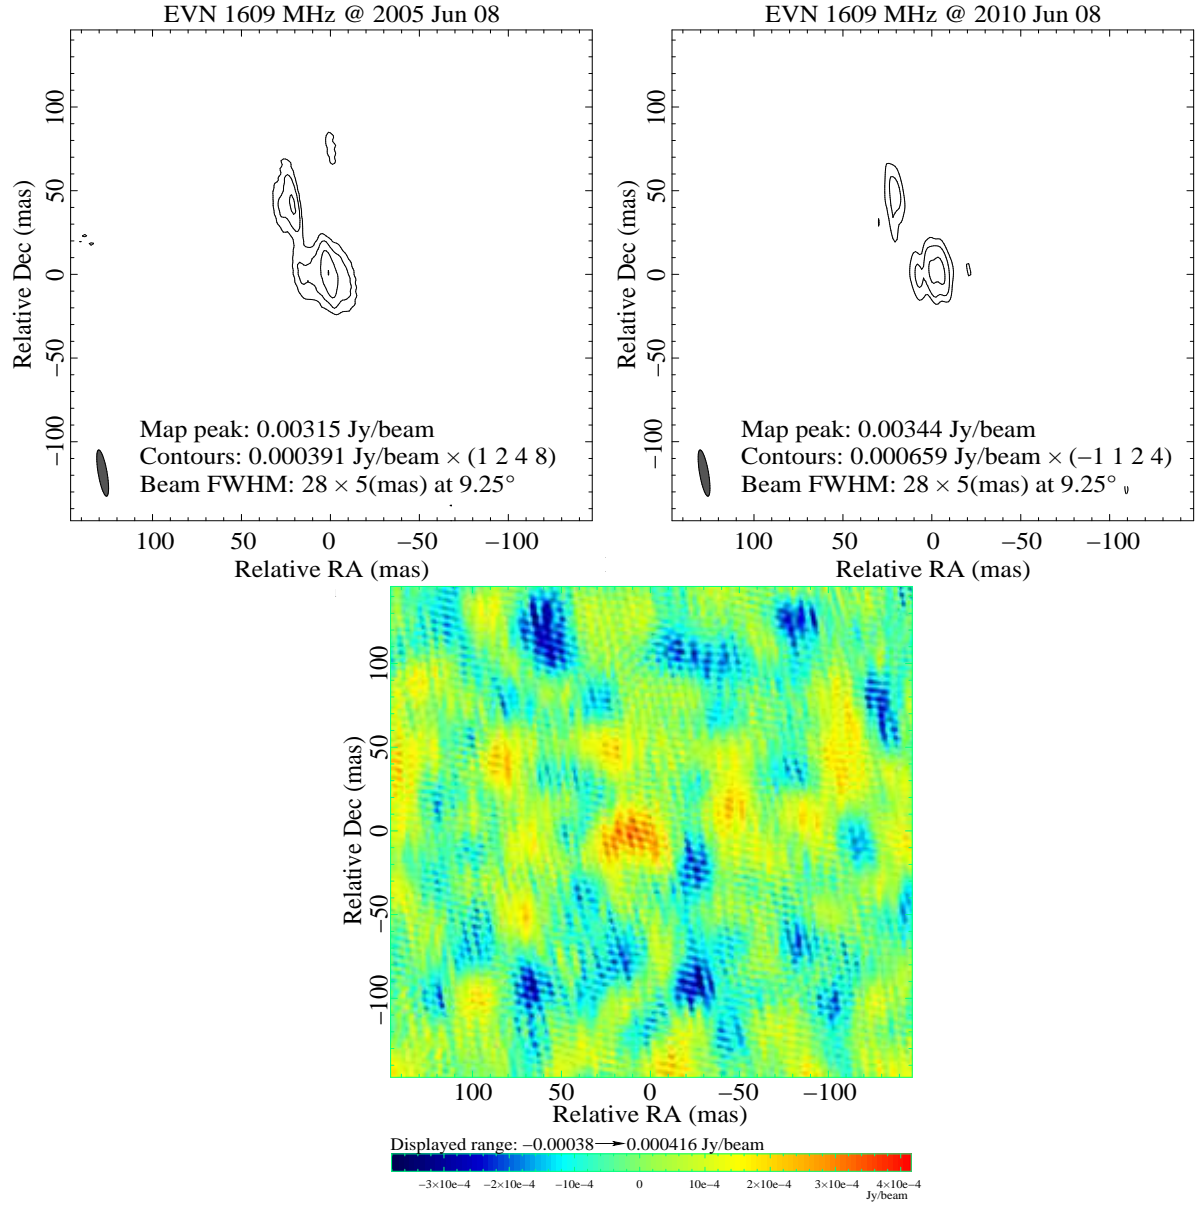 EVN 1609 MHz @ 2005 Jun 08
EVN 1609 MHz @ 2010 Jun 08
Relative Dec (mas)
100
50
0
−50
−100
Map peak: 0.00315 Jy/beam
Contours: 0.000391 Jy/beam × (1 2 4 8)
Beam FWHM: 28 × 5(mas) at 9.25°
100 50 0 −50 −100
Relative RA (mas)
Relative Dec (mas)
100
50
0
−50
−100
Map peak: 0.00344 Jy/beam
Contours: 0.000659 Jy/beam × (−1 1 2 4)
Beam FWHM: 28 × 5(mas) at 9.25°
100 50 0 −50 −100
Relative RA (mas)
Relative Dec (mas)
100
50
0
−50
−100
100 50 0 −50 −100
Relative RA (mas)
Displayed range: −0.00038→0.000416 Jy/beam
−3×10e−4 −2×10e−4 −10e−4 0 10e−4 2×10e−4 3×10e−4 4×10e−4
Jy/beam